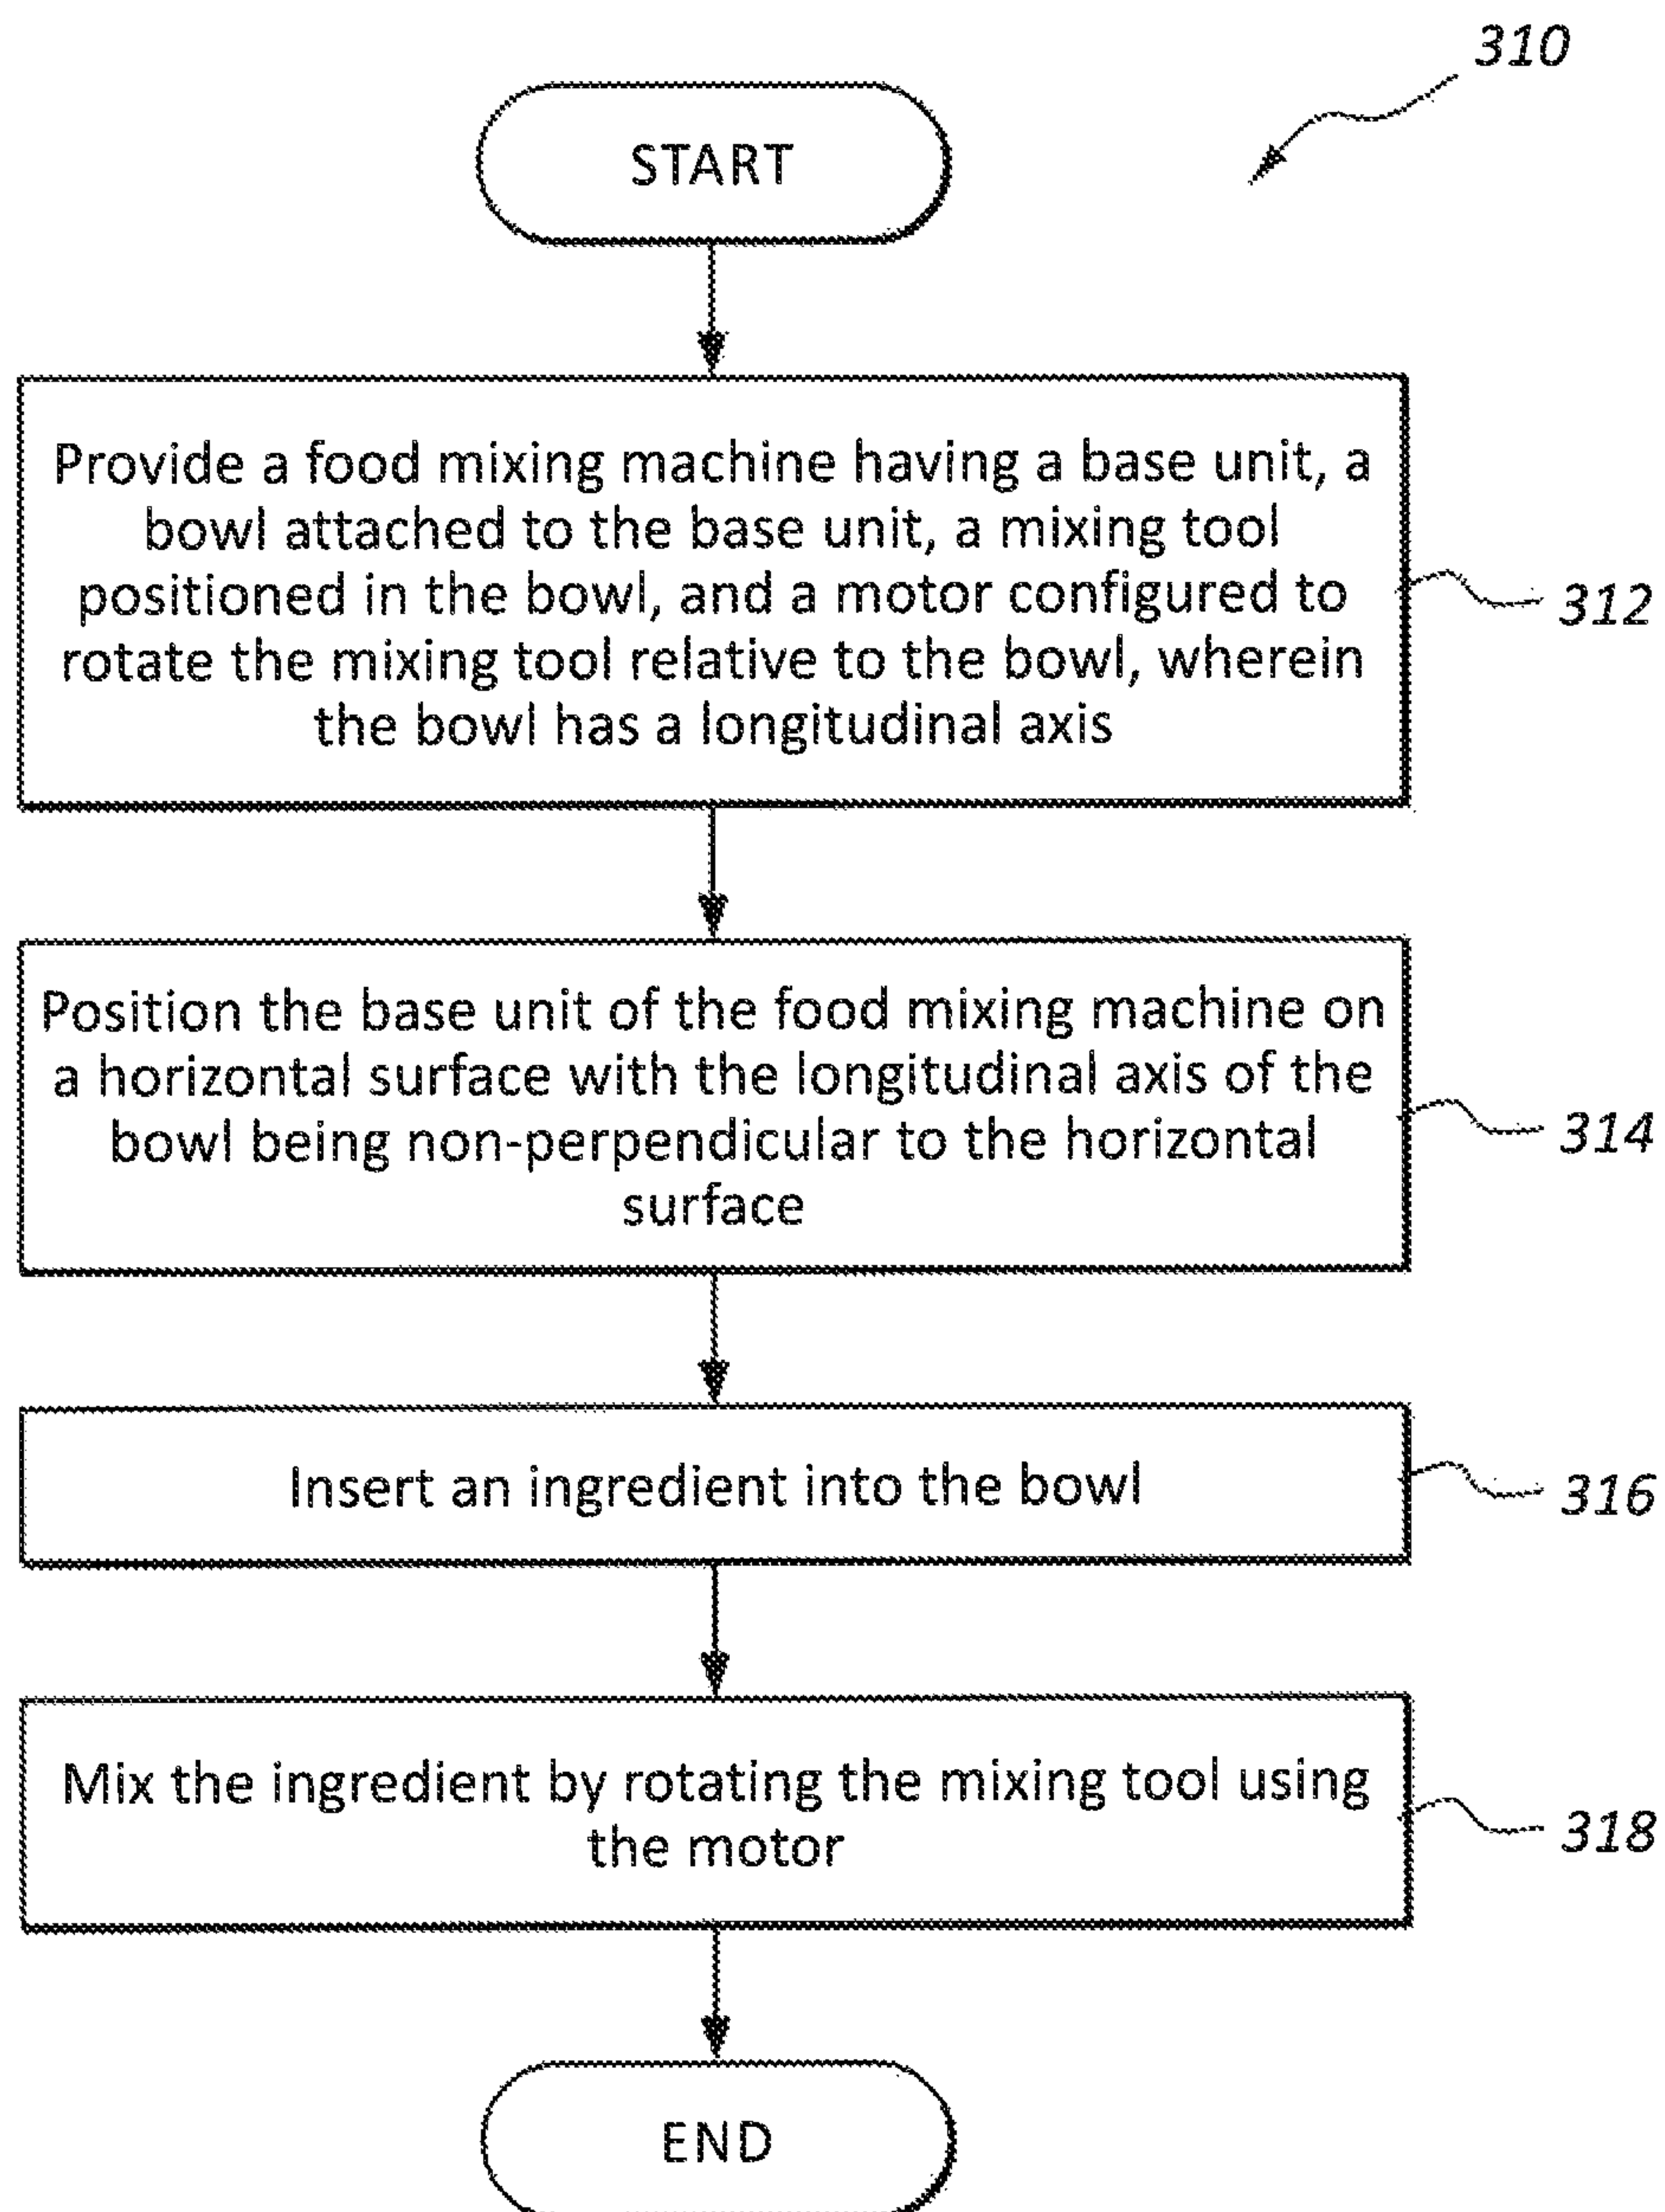 310
START
Provide a food mixing machine having a base unit, a
bowl attached to the base unit, a mixing tool
positioned in the bowl, and a motor configured to
rotate the mixing tool relative to the bowl, wherein
the bowl has a longitudinal axis
312
Position the base unit of the food mixing machine on
a horizontal surface with the longitudinal axis of the
bowl being non-perpendicular to the horizontal
surface
314
Insert an ingredient into the bowl
316
Mix the ingredient by rotating the mixing tool using
the motor
318
END